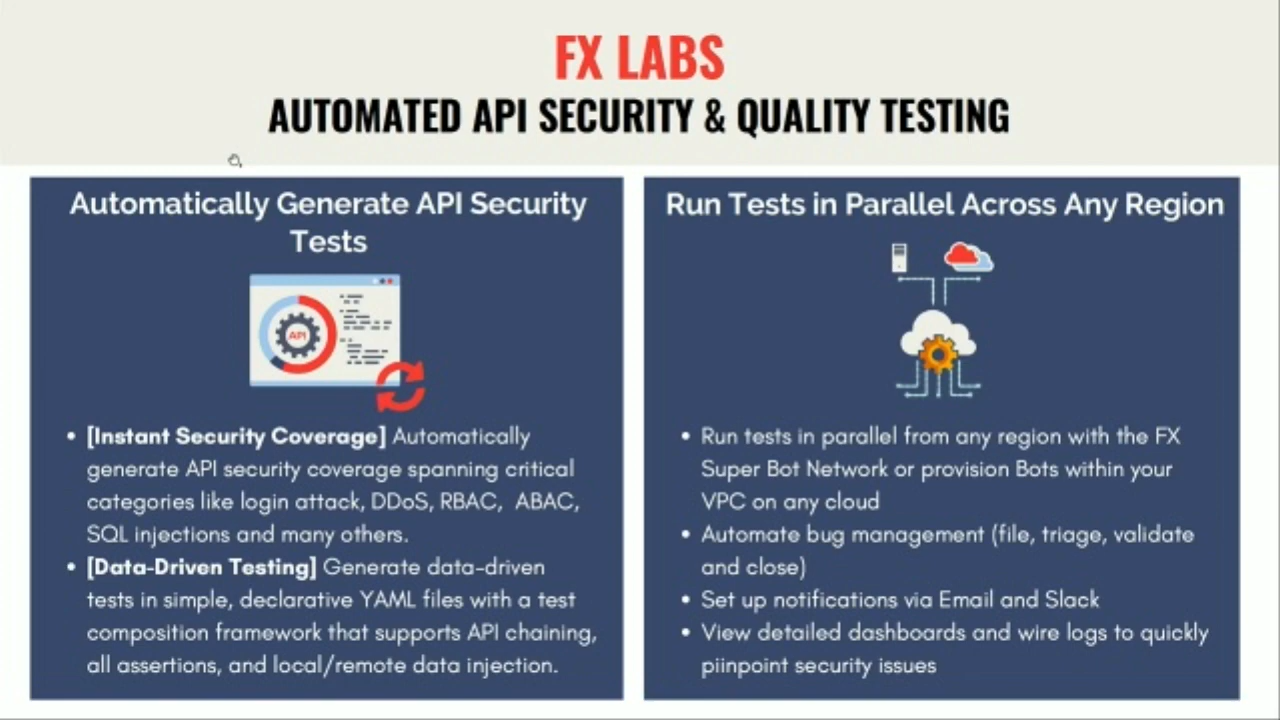 FX LABS
AUTOMATED API SECURITY & QUALITY TESTING
Automatically Generate API Security
Tests
API
• [Instant Security Coverage] Automatically
generate API security coverage spanning critical
categories like login attack, DDoS, RBAC, ABAC,
SQL injections and many others.
• [Data-Driven Testing] Generate data-driven
tests in simple, declarative YAML files with a test
composition framework that supports API chaining,
all assertions, and local/remote data injection.
Run Tests in Parallel Across Any Region
• Run tests in parallel from any region with the FX
Super Bot Network or provision Bots within your
VPC on any cloud
• Automate bug management (file, triage, validate
and close)
• Set up notifications via Email and Slack
• View detailed dashboards and wire logs to quickly
piinpoint security issues